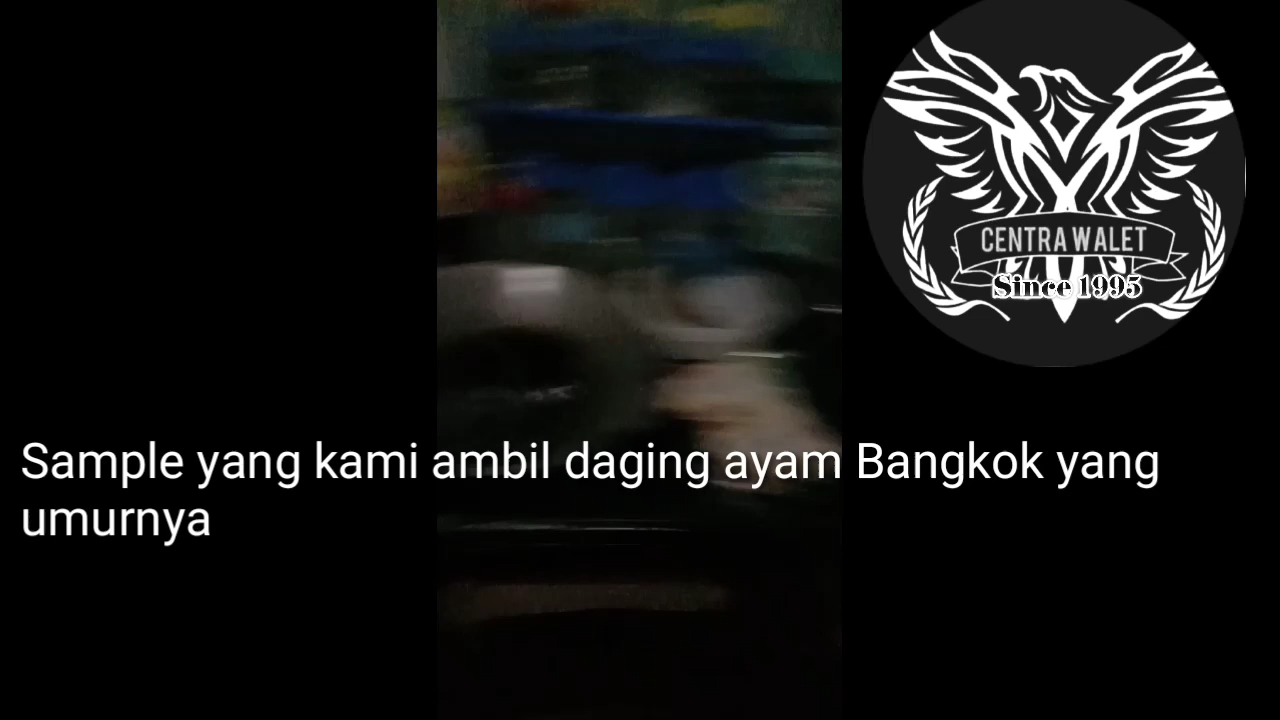 CENTRA WALET
Since 1995
Sample yang kami ambil daging ayam Bangkok yang
umurnya